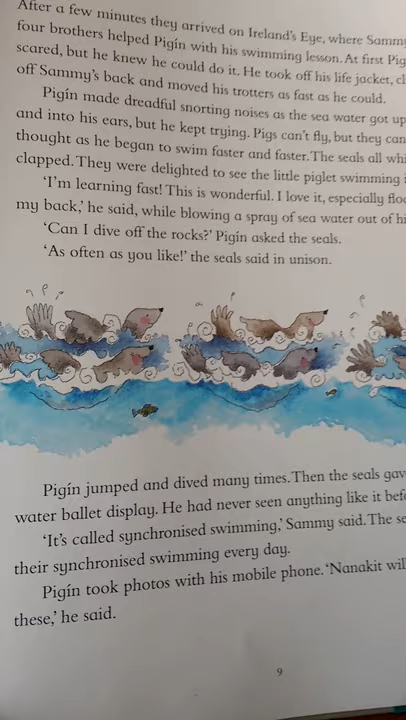 After a few minutes they arrived on Ireland's Eye, where Sammy
four brothers helped Pigín with his swimming lesson. At first
scared, but he knew he could do it. He took off his life jacket,
off Sammy's back and moved his trotters as fast as he could.
Pigín made dreadful snorting noises as the sea water got up
and into his ears, but he kept trying. Pigs can't fly, but they can
thought as he began to swim faster and faster. The seals all
clapped. They were delighted to see the little piglet swimming
'I'm learning fast! This is wonderful. I love it, especially
my back,' he said, while blowing a spray of sea water out of
'Can I dive off the rocks?' Pigín asked the seals.
'As often as you like!' the seals said in unison.
Pigín jumped and dived many times. Then the seals
water ballet display. He had never seen anything like it
'It's called synchronised swimming,' Sammy said. The
their synchronised swimming every day.
Pigín took photos with his mobile phone. 'Nanakit
these,' he said.
9